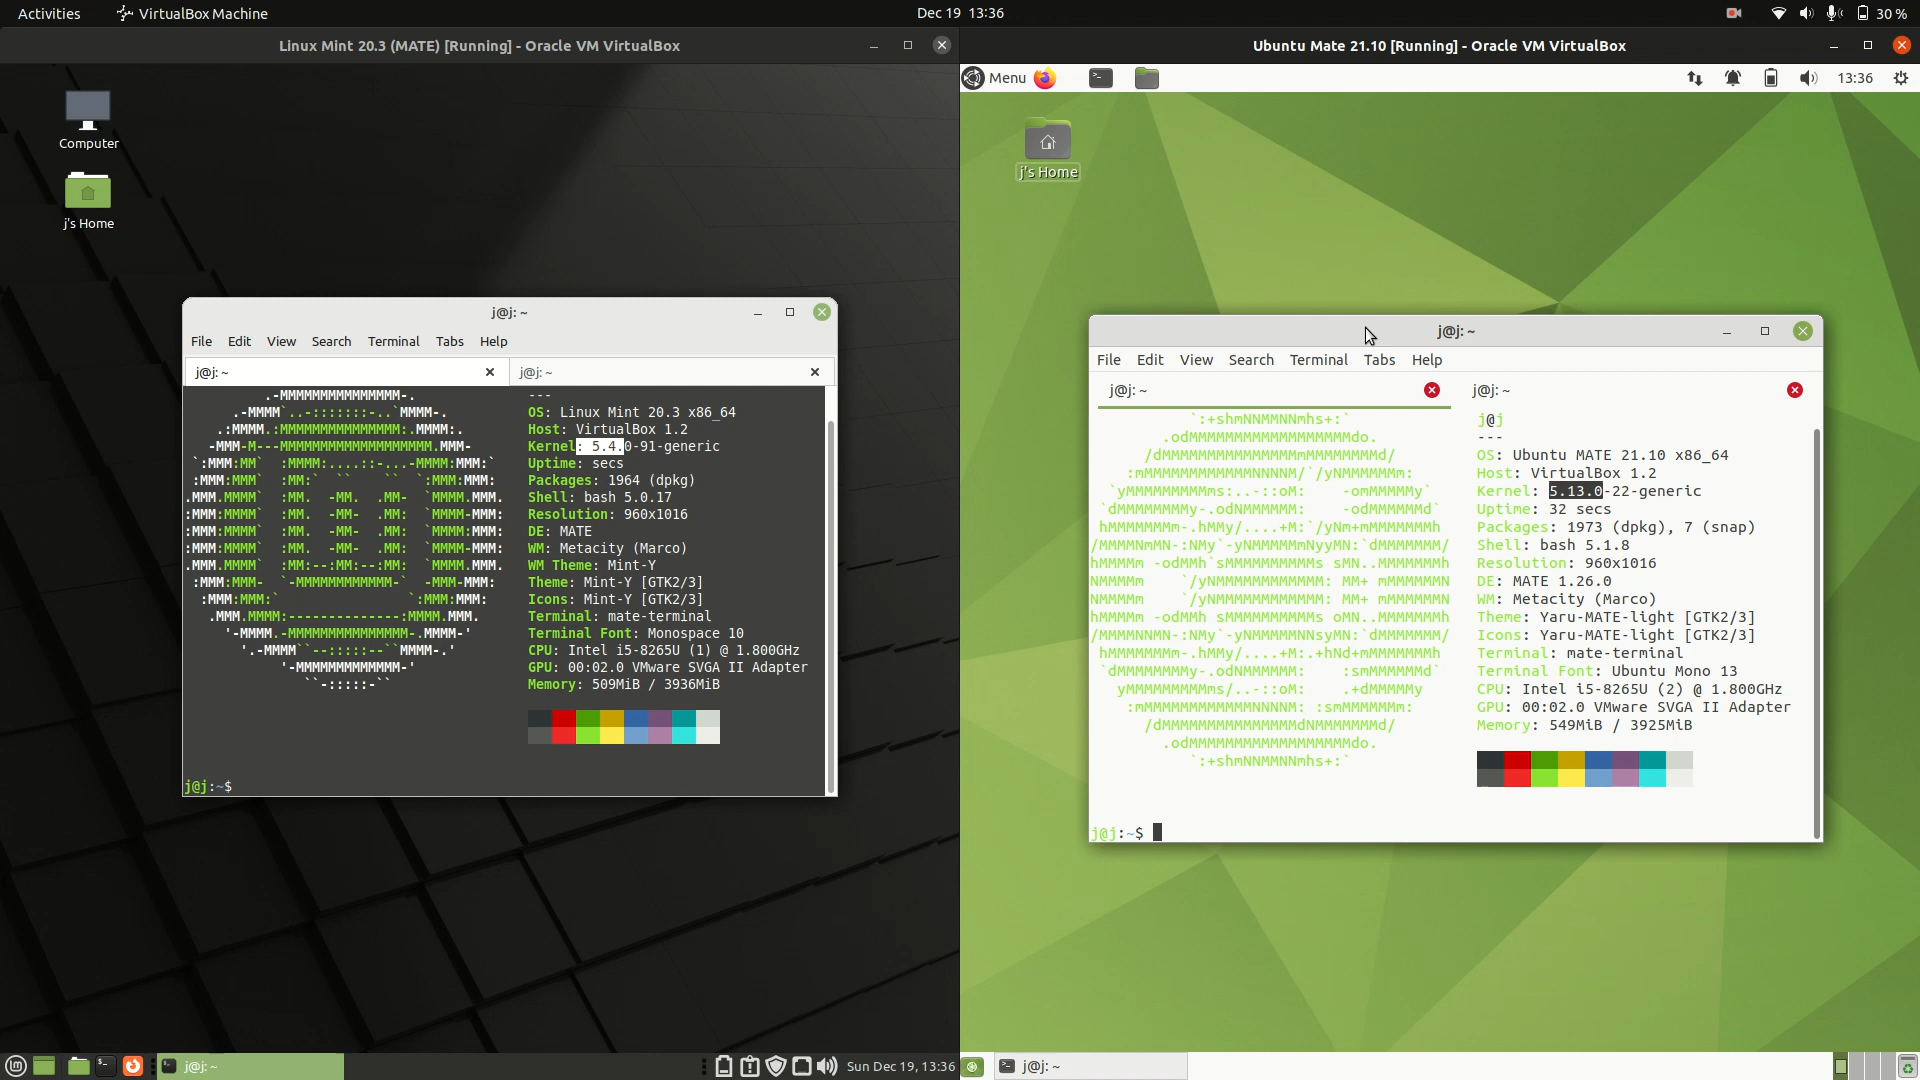 Activities
VirtualBox Machine
Dec 19 13:36
30 %
Linux Mint 20.3 (MATE) [Running] - Oracle VM VirtualBox
Computer
j's Home
j@j: ~
File Edit View Search Terminal Tabs Help
j@j: ~
j@j: ~
---
OS: Linux Mint 20.3 x86_64
Host: VirtualBox 1.2
Kernel: 5.4.0-91-generic
Uptime: secs
Packages: 1964 (dpkg)
Shell: bash 5.0.17
Resolution: 960x1016
DE: MATE
WM: Metacity (Marco)
WM Theme: Mint-Y
Theme: Mint-Y [GTK2/3]
Icons: Mint-Y [GTK2/3]
Terminal: mate-terminal
Terminal Font: Monospace 10
CPU: Intel i5-8265U (1) @ 1.800GHz
GPU: 00:02.0 VMware SVGA II Adapter
Memory: 509MiB / 3936MiB
j@j:~$
j@j: ~
Sun Dec 19, 13:36
Ubuntu Mate 21.10 [Running] - Oracle VM VirtualBox
Menu
13:36
j's Home
j@j: ~
File Edit View Search Terminal Tabs Help
j@j: ~
j@j: ~
j@j
---
OS: Ubuntu MATE 21.10 x86_64
Host: VirtualBox 1.2
Kernel: 5.13.0-22-generic
Uptime: 32 secs
Packages: 1973 (dpkg), 7 (snap)
Shell: bash 5.1.8
Resolution: 960x1016
DE: MATE 1.26.0
WM: Metacity (Marco)
Theme: Yaru-MATE-light [GTK2/3]
Icons: Yaru-MATE-light [GTK2/3]
Terminal: mate-terminal
Terminal Font: Ubuntu Mono 13
CPU: Intel i5-8265U (2) @ 1.800GHz
GPU: 00:02.0 VMware SVGA II Adapter
Memory: 549MiB / 3925MiB
j@j:~$
j@j: ~